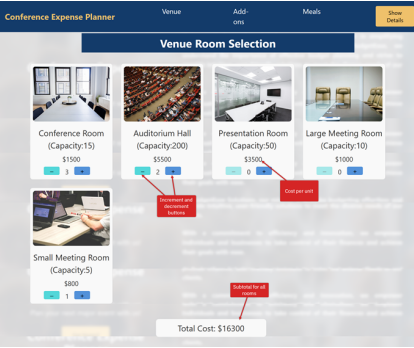 Conference Expense Planner
Venue
Add-
ons
Meals
Show
Details
Venue Room Selection
Conference Room
(Capacity:15)
$1500
− 3 +
Auditorium Hall
(Capacity:200)
$5500
− 2 +
Presentation Room
(Capacity:50)
$3500
− 0 +
Large Meeting Room
(Capacity:10)
$1000
− 0 +
Increment and
decrement
buttons
Cost per unit
Small Meeting Room
(Capacity:5)
$800
− 1 +
Subtotal for all
rooms
Total Cost: $16300